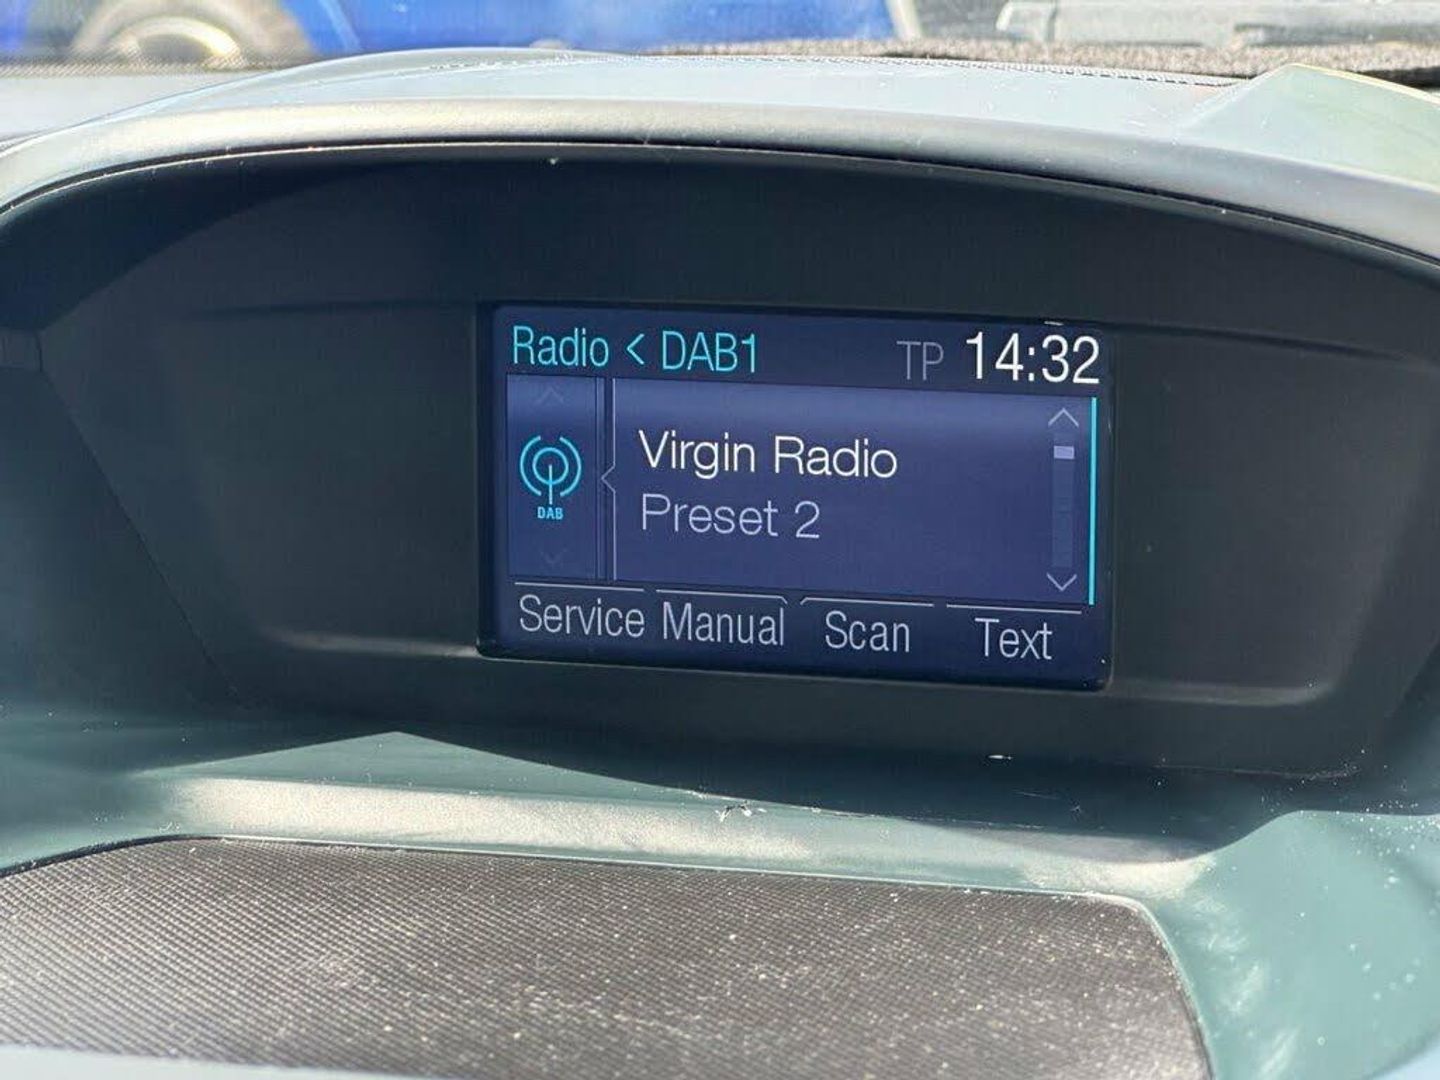 Radio < DAB1 TP 14:32
Virgin Radio
Preset 2
DAB
Service Manual Scan Text